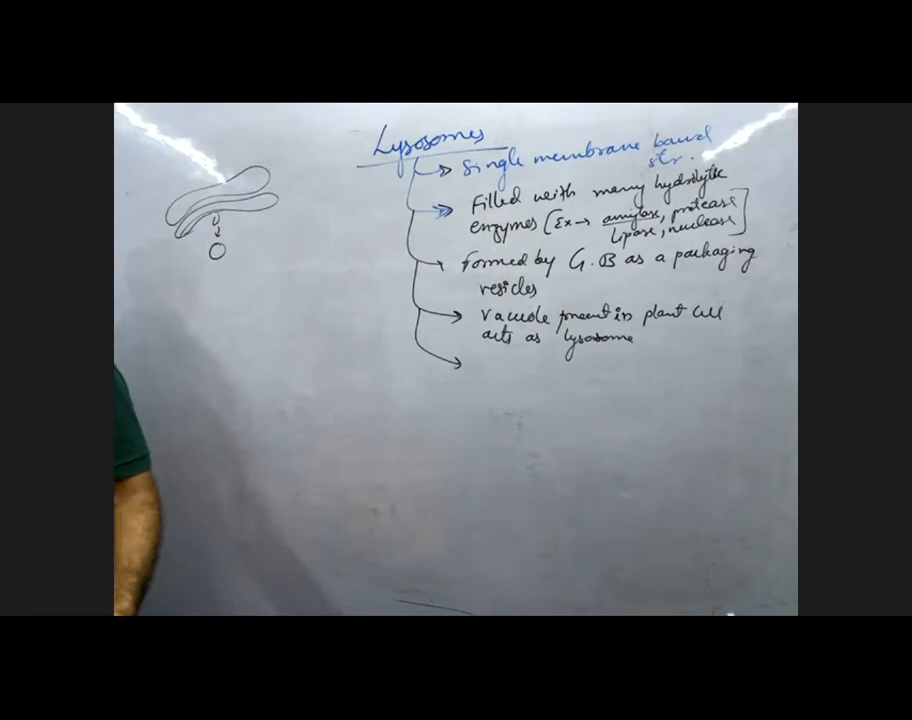 Lysosomes
Single membrane band
str.
Filled with many hydrolytic
enzymes [Ex → amylase, protease
Lipase, nuclease]
formed by G.B as a packaging
vesicles
Vacuole present in plant cell
acts as lysosome